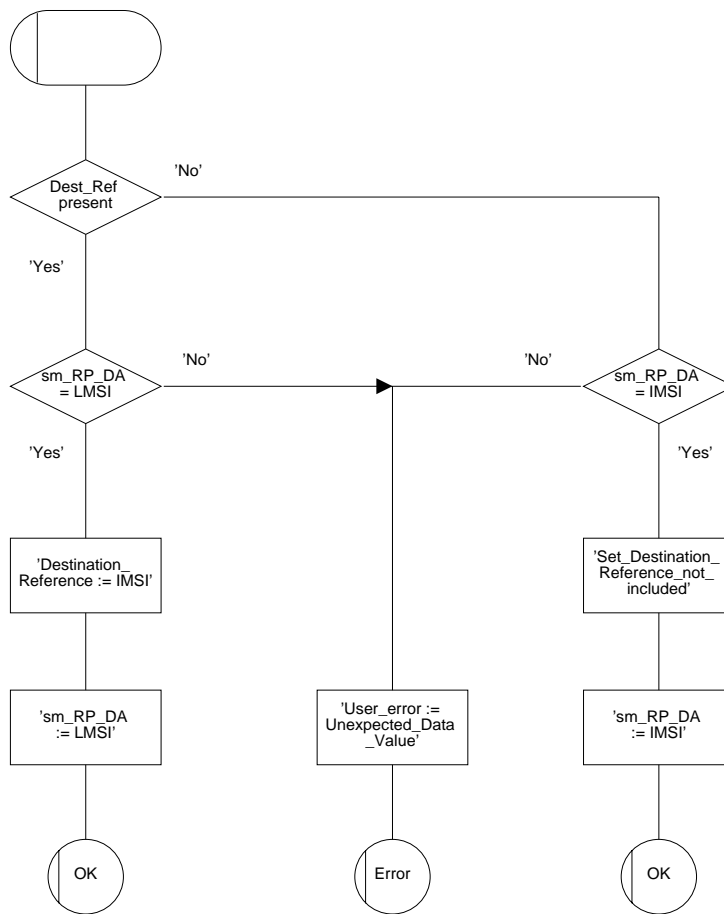 'No'
Dest_Ref
present
'Yes'
sm_RP_DA
= LMSI
'No'
'No'
sm_RP_DA
= IMSI
'Yes'
'Yes'
'Destination_
Reference := IMSI'
'Set_Destination_
Reference_not_
included'
'sm_RP_DA
:= LMSI'
'User_error :=
Unexpected_Data
_Value'
'sm_RP_DA
:= IMSI'
OK
Error
OK